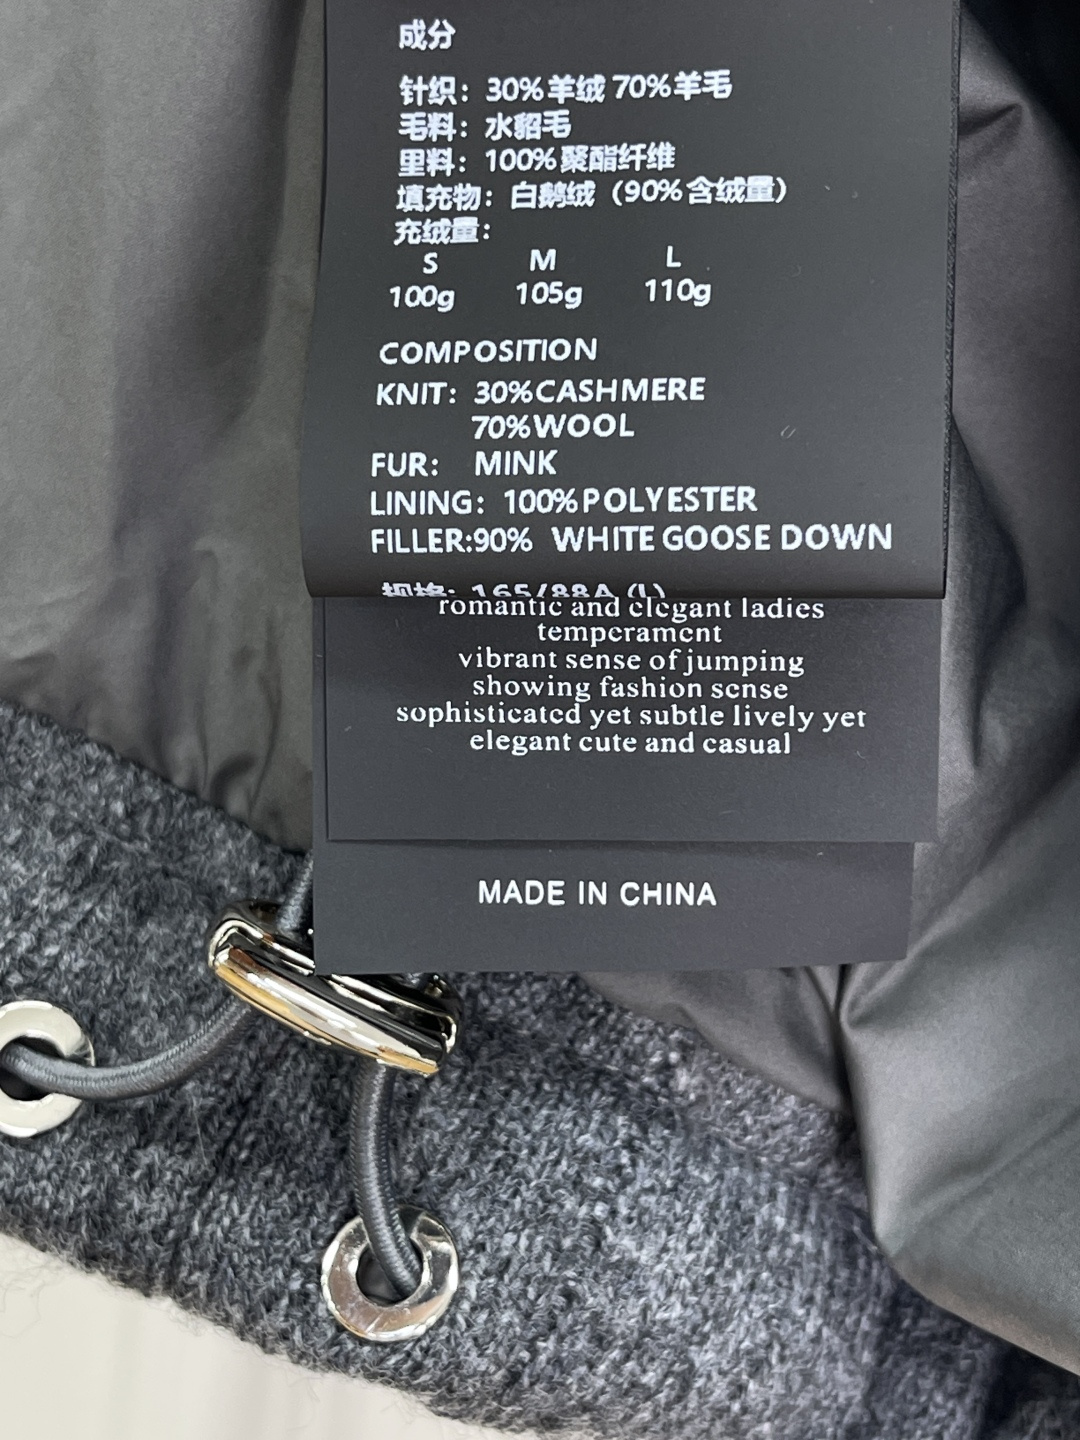 成分
针织：30%羊绒 70%羊毛
毛料：水貂毛
里料：100%聚酯纤维
填充物：白鹅绒（90%含绒量）
充绒量：
S M L
100g 105g 110g
COMPOSITION
KNIT: 30%CASHMERE
70%WOOL
FUR: MINK
LINING: 100%POLYESTER
FILLER:90% WHITE GOOSE DOWN
规格: 165/88A (L)
romantic and elegant ladies
temperament
vibrant sense of jumping
showing fashion sense
sophisticated yet subtle lively yet
elegant cute and casual
MADE IN CHINA